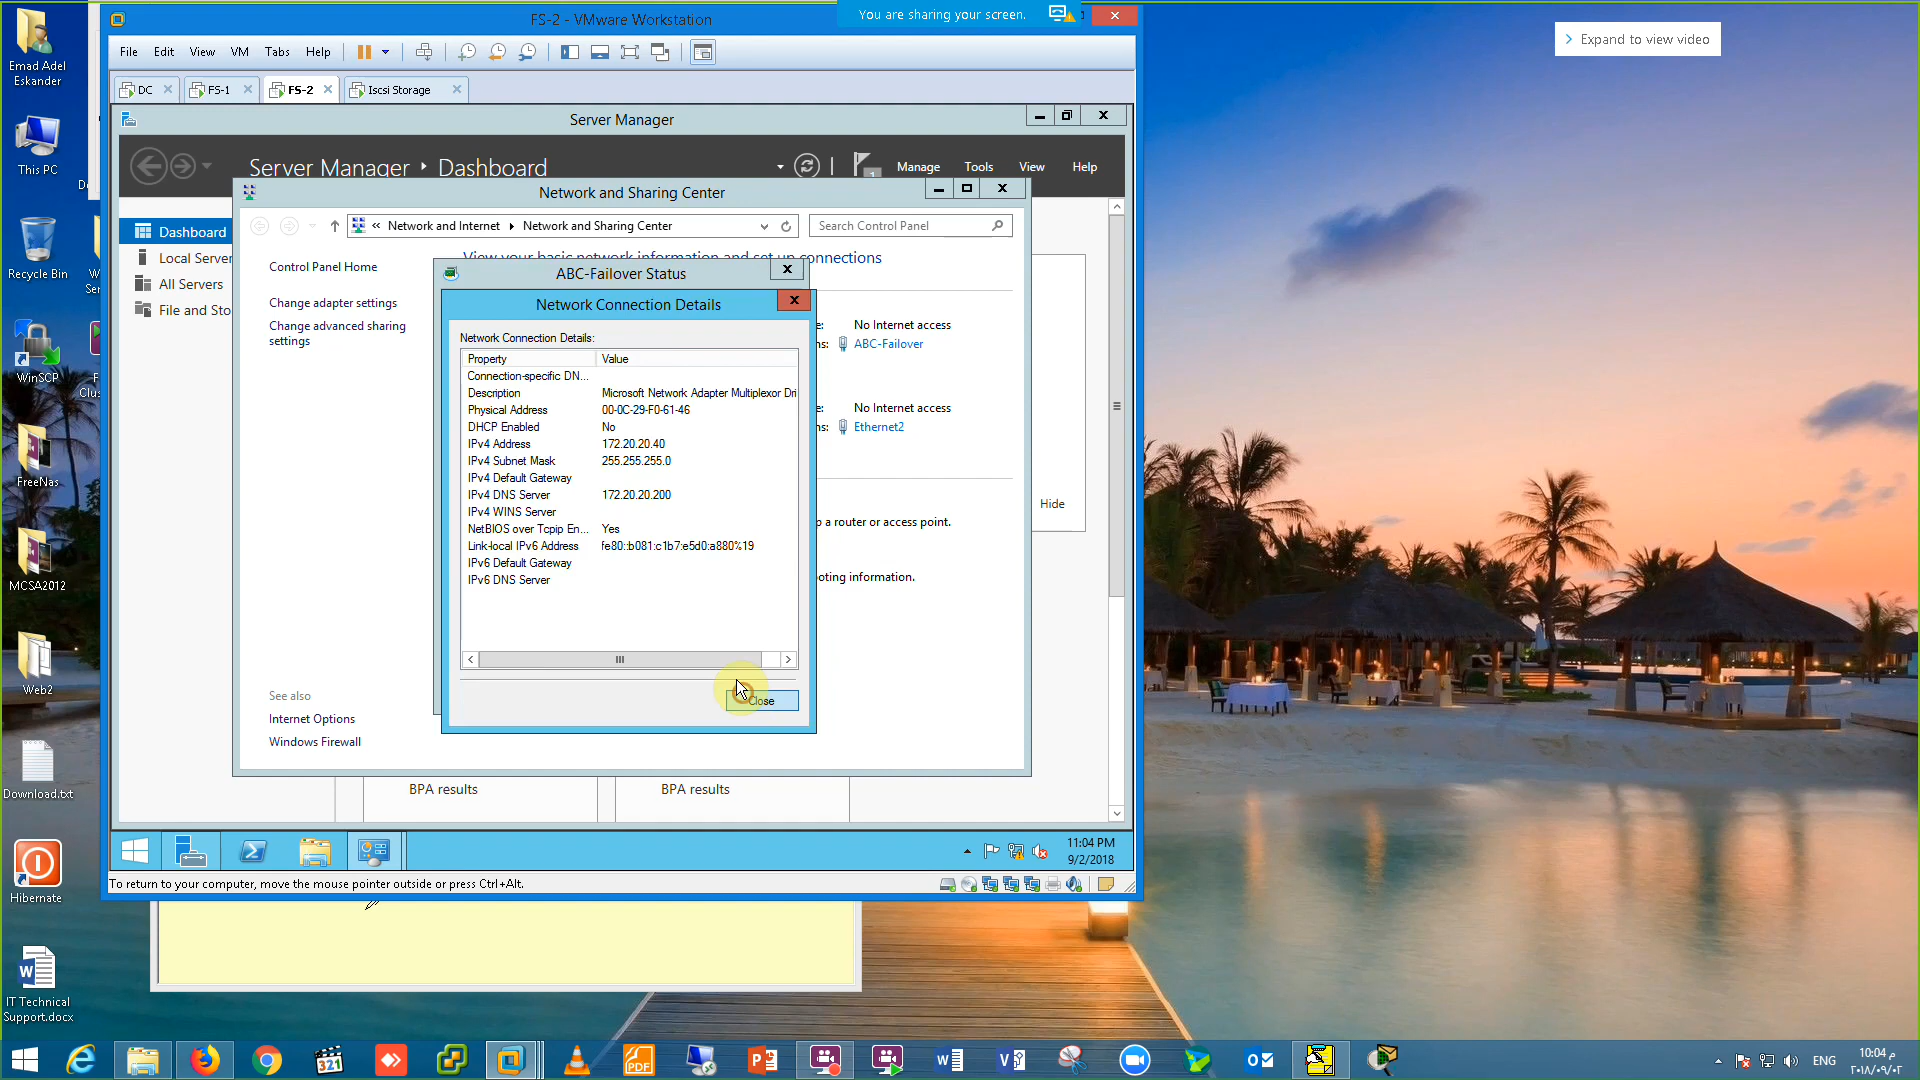 FS-2 - VMware Workstation
You are sharing your screen.
Expand to view video
File Edit View VM Tabs Help
DC FS-1 FS-2 Iscsi Storage
Server Manager
Server Manager Dashboard
1
Manage Tools View Help
Dashboard
Local Server
All Servers
File and Sto
Network and Sharing Center
« Network and Internet Network and Sharing Center
Search Control Panel
View your basic network information and set up connections
Control Panel Home
Change adapter settings
Change advanced sharing
settings
See also
Internet Options
Windows Firewall
e: No Internet access
ns: ABC-Failover
e: No Internet access
ns: Ethernet2
p a router or access point.
ooting information.
Hide
ABC-Failover Status
Network Connection Details
Network Connection Details:
Property Value
Connection-specific DN...
Description Microsoft Network Adapter Multiplexor Dri
Physical Address 00-0C-29-F0-61-46
DHCP Enabled No
IPv4 Address 172.20.20.40
IPv4 Subnet Mask 255.255.255.0
IPv4 Default Gateway
IPv4 DNS Server 172.20.20.200
IPv4 WINS Server
NetBIOS over Tcpip En... Yes
Link-local IPv6 Address fe80::b081:c1b7:e5d0:a880%19
IPv6 Default Gateway
IPv6 DNS Server
Close
BPA results BPA results
11:04 PM
9/2/2018
To return to your computer, move the mouse pointer outside or press Ctrl+Alt.
Emad Adel
Eskander
This PC
Recycle Bin
WinSCP
FreeNas
MCSA2012
Web2
Download.txt
Hibernate
IT Technical
Support.docx
Clus
321
PDF
ENG
10:04 م
٢٠١٨/٠٩/٠٢